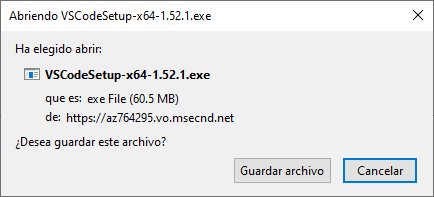 Abriendo VSCodeSetup-x64-1.52.1.exe
Ha elegido abrir:
VSCodeSetup-x64-1.52.1.exe
que es: exe File (60.5 MB)
de: https://az764295.vo.msecnd.net
¿Desea guardar este archivo?
Guardar archivo Cancelar